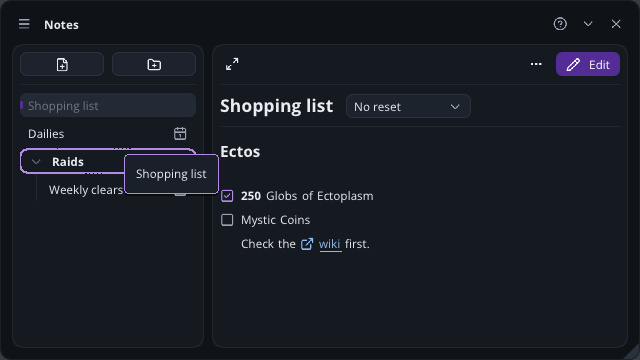 Notes
Edit
Shopping list
Shopping list
No reset
Dailies
1
Ectos
Raids
Shopping list
Weekly clears
250 Globs of Ectoplasm
Mystic Coins
Check the wiki first.